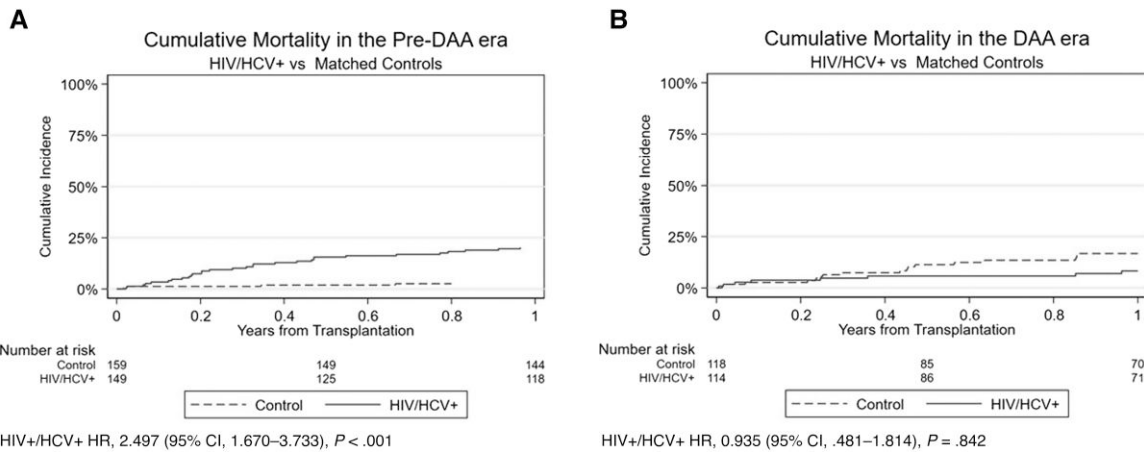 A
Cumulative Mortality in the Pre-DAA era
HIV/HCV+ vs Matched Controls
Cumulative Incidence
100%
75%
50%
25%
0%
0 0.2 0.4 0.6 0.8 1
Years from Transplantation
Number at risk
Control 159 149 144
HIV/HCV+ 149 125 118
Control HIV/HCV+
HIV+/HCV+ HR, 2.497 (95% CI, 1.670–3.733), P < .001
B
Cumulative Mortality in the DAA era
HIV/HCV+ vs Matched Controls
Cumulative Incidence
100%
75%
50%
25%
0%
0 0.2 0.4 0.6 0.8 1
Years from Transplantation
Number at risk
Control 118 85 70
HIV/HCV+ 114 86 71
Control HIV/HCV+
HIV+/HCV+ HR, 0.935 (95% CI, .481–1.814), P = .842